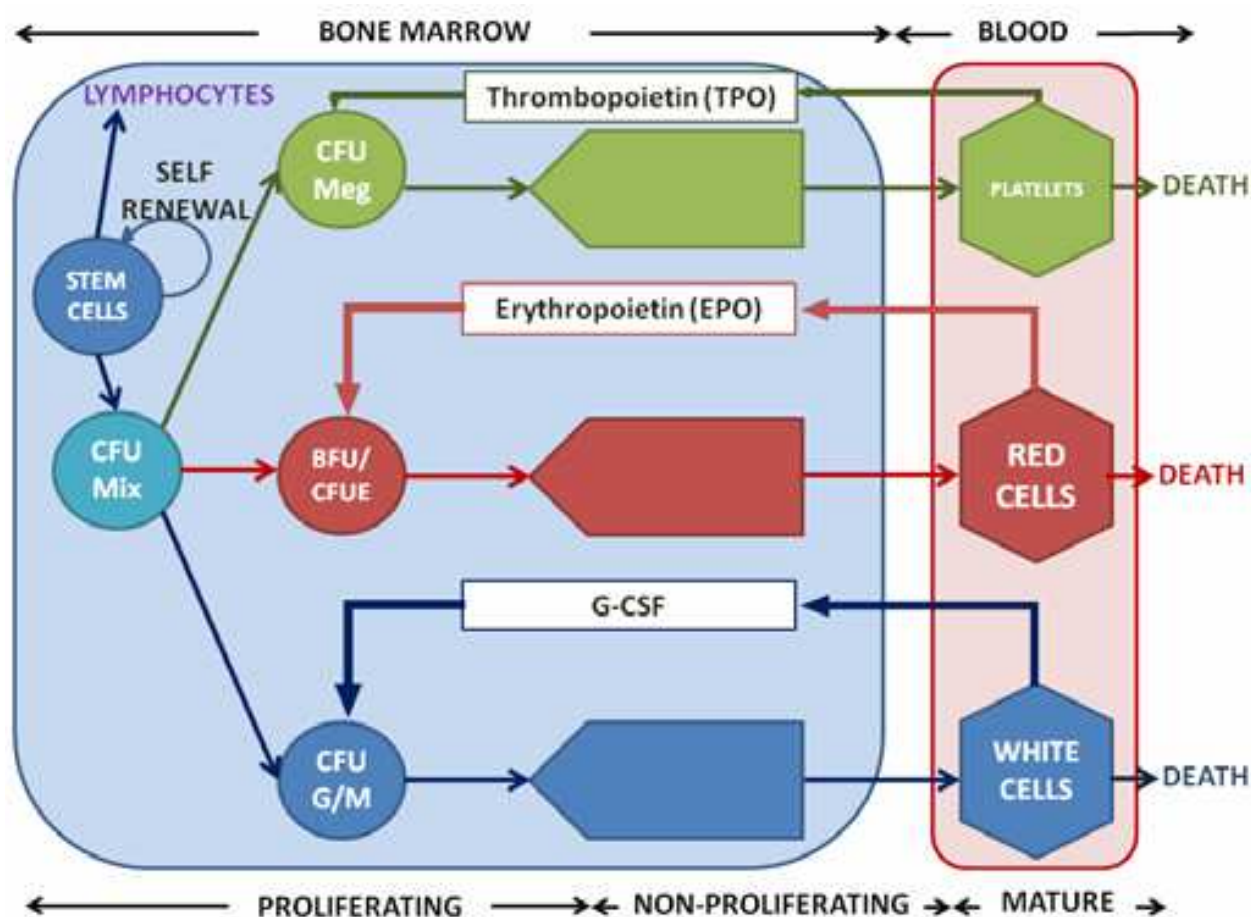 BONE MARROW
BLOOD
LYMPHOCYTES
Thrombopoietin (TPO)
CFU
Meg
PLATELETS
DEATH
SELF
RENEWAL
STEM
CELLS
Erythropoietin (EPO)
CFU
Mix
BFU/
CFUE
RED
CELLS
DEATH
G-CSF
CFU
G/M
WHITE
CELLS
DEATH
PROLIFERATING
NON-PROLIFERATING
MATURE